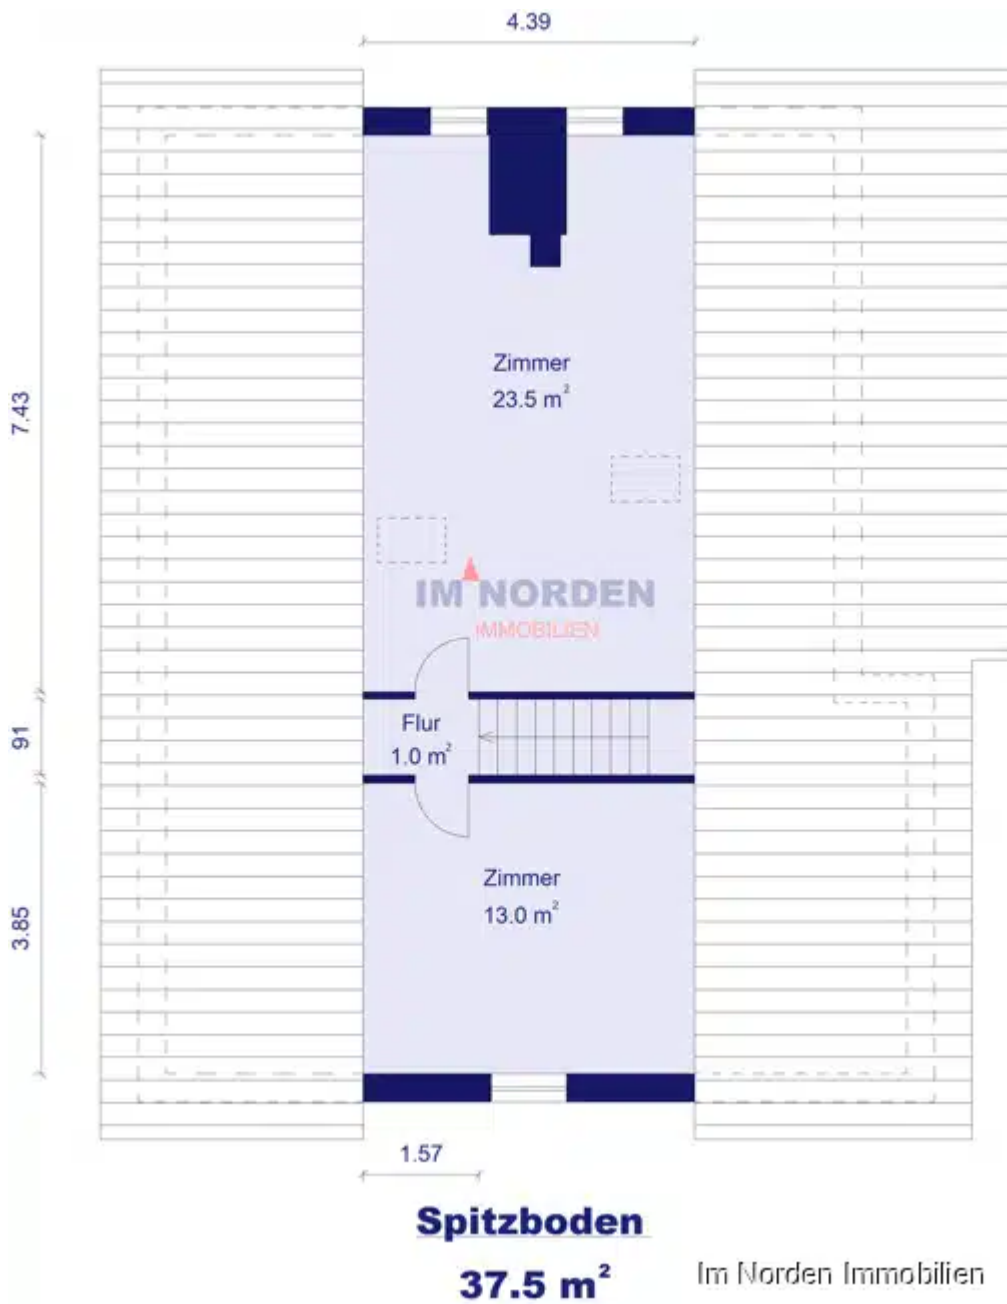 4.39
7.43
Zimmer
23.5 m²
IM NORDEN
IMMOBILIEN
91
Flur
1.0 m²
3.85
Zimmer
13.0 m²
1.57
Spitzboden
37.5 m²
Im Norden Immobilien